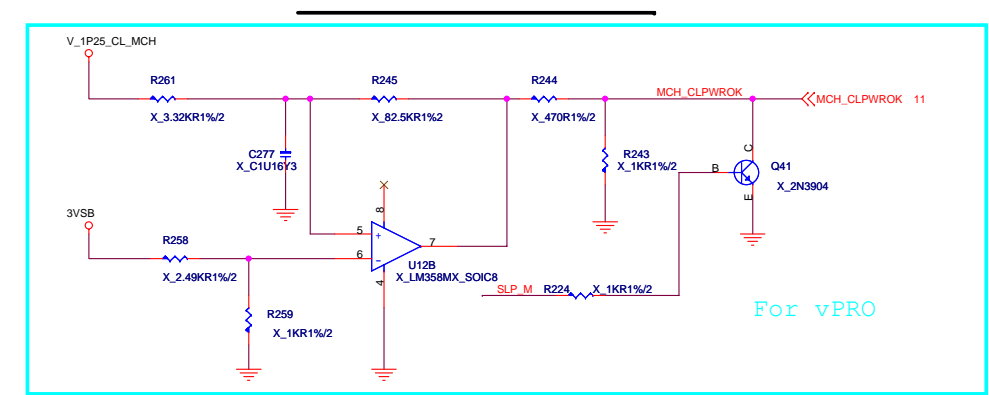 V_1P25_CL_MCH
R261
X_3.32KR1%/2
R245
X_82.5KR1%2
R244
X_470R1%/2
MCH_CLPWROK
MCH_CLPWROK 11
C277
X_C1U16Y3
R243
X_1KR1%/2
C
B
E
Q41
X_2N3904
8
3VSB
R258
X_2.49KR1%/2
5
+
6
-
7
4
U12B
X_LM358MX_SOIC8
R259
X_1KR1%/2
SLP_M
R224
X_1KR1%/2
For vPRO